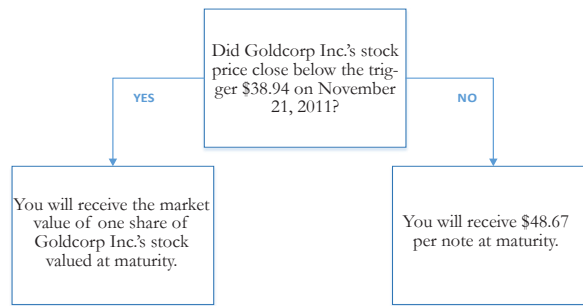 Did Goldcorp Inc.'s stock
price close below the trig-
ger $38.94 on November
21, 2011?
YES
NO
You will receive the market
value of one share of
Goldcorp Inc.'s stock
valued at maturity.
You will receive $48.67
per note at maturity.